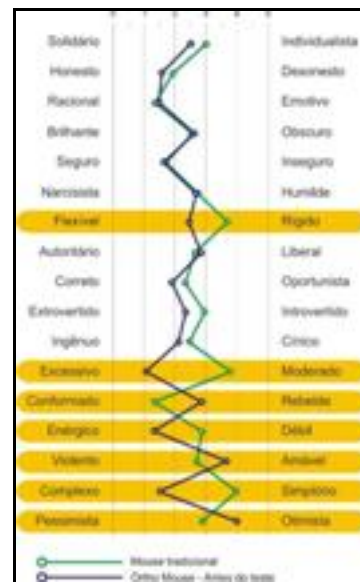 Solidário Individualista
Honesto Desonesto
Racional Emotivo
Brilhante Obscuro
Seguro Inseguro
Narcisista Humilde
Flexível Rígido
Autoritário Liberal
Correto Oportunista
Extrovertido Introvertido
Ingênuo Cínico
Excessivo Moderado
Conformado Rebelde
Enérgico Débil
Violento Amável
Complexo Simplório
Pessimista Otimista
Mouse tradicional
Ortho Mouse - Antes do teste